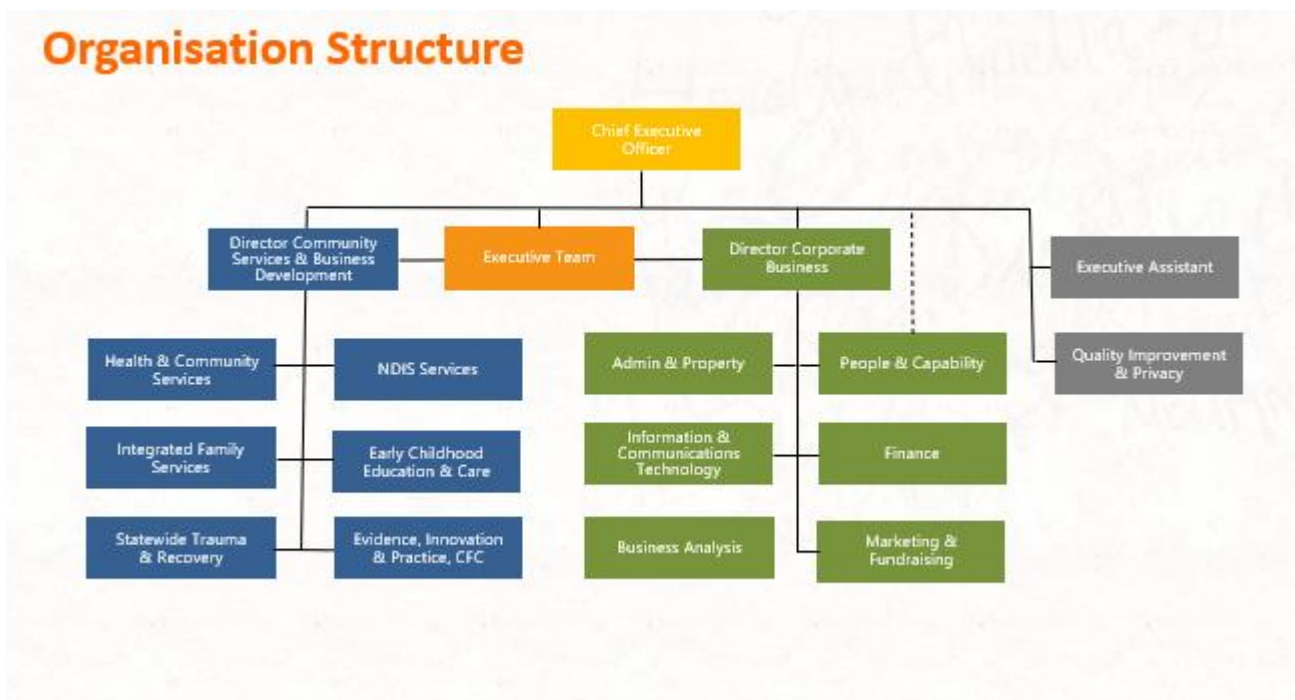 Organisation Structure
Chief Executive
Officer
Director Community
Services & Business
Development
Executive Team
Director Corporate
Business
Executive Assistant
Health & Community
Services
NDIS Services
Admin & Property
People & Capability
Quality Improvement
& Privacy
Integrated Family
Services
Early Childhood
Education & Care
Information &
Communications
Technology
Finance
Statewide Trauma
& Recovery
Evidence, Innovation
& Practice, CFC
Business Analysis
Marketing &
Fundraising